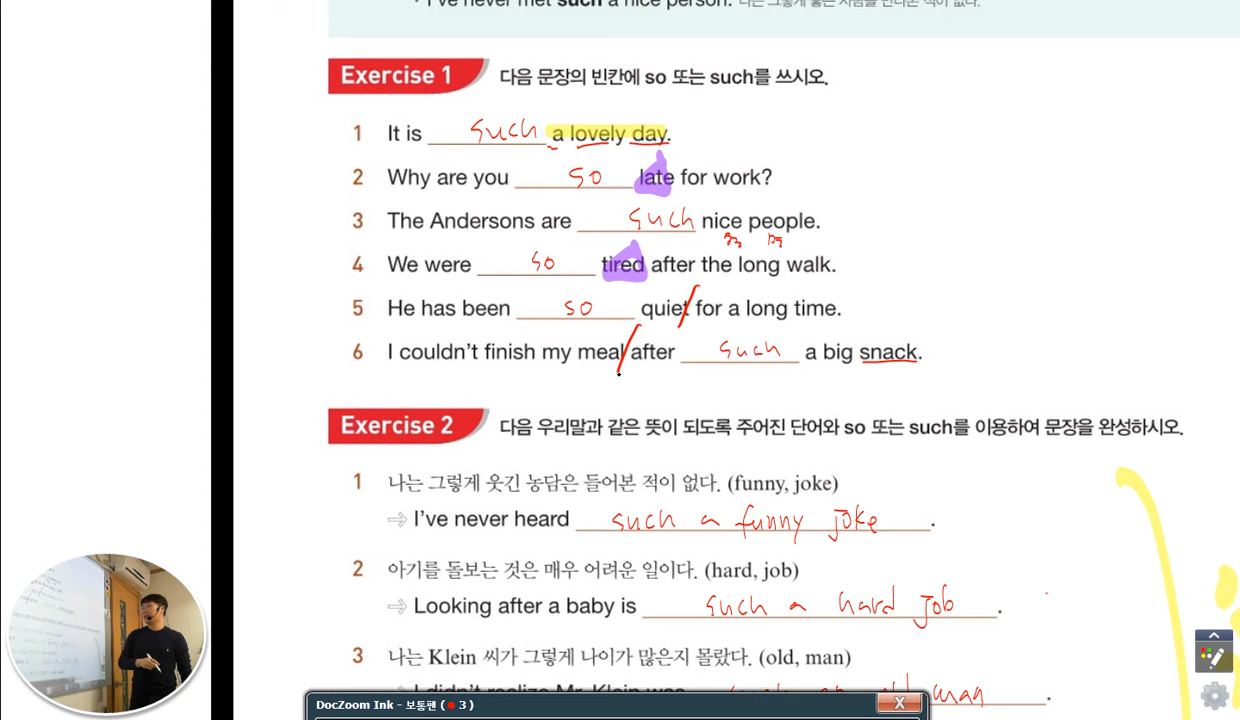 • I've never met such a nice person. 나는 그렇게 좋은 사람을 만나본 적이 없다.
Exercise 1 다음 문장의 빈칸에 so 또는 such를 쓰시오.
1 It is such a lovely day.
2 Why are you so late for work?
3 The Andersons are such nice people.
형 명
4 We were so tired after the long walk.
5 He has been so quiet/for a long time.
6 I couldn't finish my meal/after such a big snack.
Exercise 2 다음 우리말과 같은 뜻이 되도록 주어진 단어와 so 또는 such를 이용하여 문장을 완성하시오.
1 나는 그렇게 웃긴 농담은 들어본 적이 없다. (funny, joke)
⇨ I've never heard such a funny joke.
2 아기를 돌보는 것은 매우 어려운 일이다. (hard, job)
⇨ Looking after a baby is such a hard job.
3 나는 Klein 씨가 그렇게 나이가 많은지 몰랐다. (old, man)
⇨ I didn't realize Mr. Klein was such an old man.
DocZoom Ink - 보통펜 ( 3 ) X